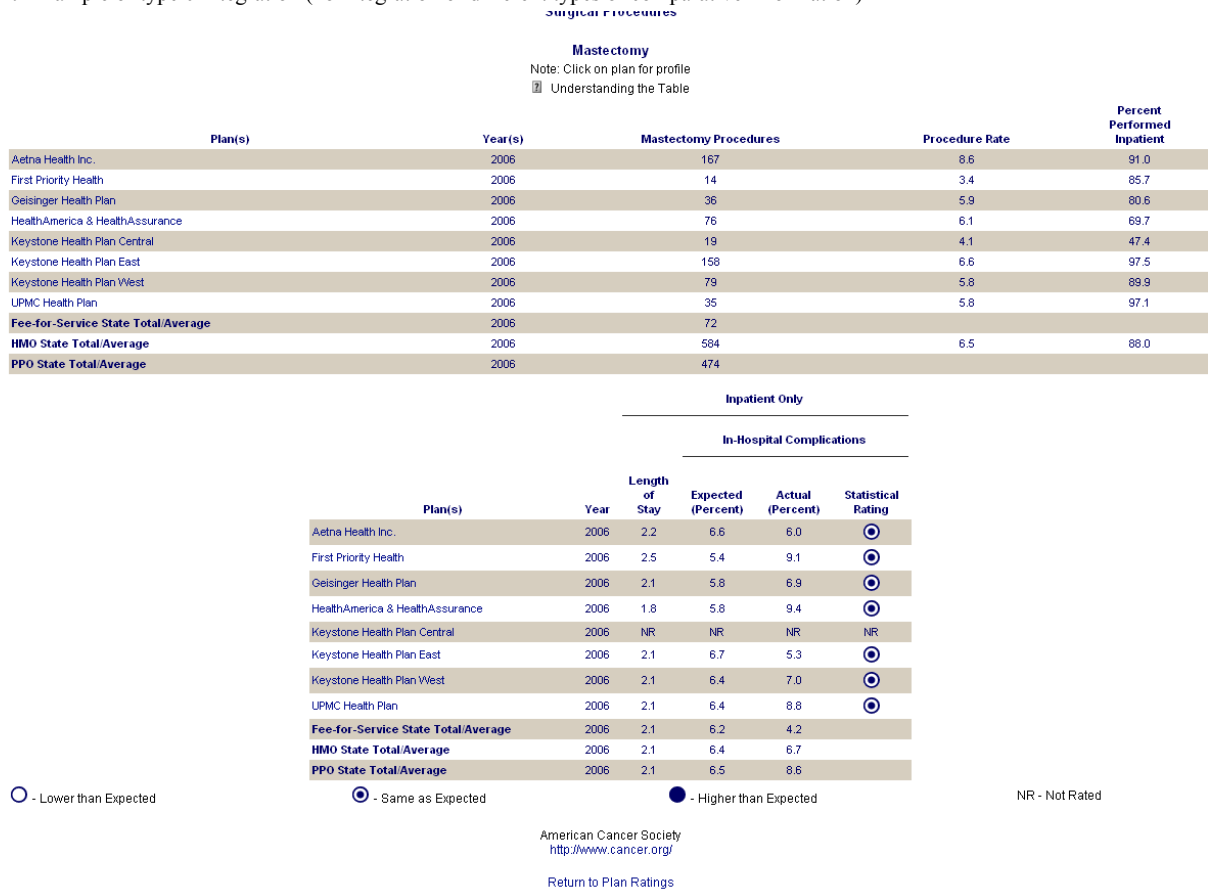 Surgical Procedures
Mastectomy
Note: Click on plan for profile
? Understanding the Table
Plan(s) Year(s) Mastectomy Procedures Procedure Rate Percent Performed Inpatient
Aetna Health Inc. 2006 167 8.6 91.0
First Priority Health 2006 14 3.4 85.7
Geisinger Health Plan 2006 36 5.9 80.6
HealthAmerica & HealthAssurance 2006 76 6.1 69.7
Keystone Health Plan Central 2006 19 4.1 47.4
Keystone Health Plan East 2006 158 6.6 97.5
Keystone Health Plan West 2006 79 5.8 89.9
UPMC Health Plan 2006 35 5.8 97.1
Fee-for-Service State Total/Average 2006 72
HMO State Total/Average 2006 584 6.5 88.0
PPO State Total/Average 2006 474
Inpatient Only
In-Hospital Complications
Plan(s) Year Length of Stay Expected (Percent) Actual (Percent) Statistical Rating
Aetna Health Inc. 2006 2.2 6.6 6.0
First Priority Health 2006 2.5 5.4 9.1
Geisinger Health Plan 2006 2.1 5.8 6.9
HealthAmerica & HealthAssurance 2006 1.8 5.8 9.4
Keystone Health Plan Central 2006 NR NR NR NR
Keystone Health Plan East 2006 2.1 6.7 5.3
Keystone Health Plan West 2006 2.1 6.4 7.0
UPMC Health Plan 2006 2.1 6.4 8.8
Fee-for-Service State Total/Average 2006 2.1 6.2 4.2
HMO State Total/Average 2006 2.1 6.4 6.7
PPO State Total/Average 2006 2.1 6.5 8.6
- Lower than Expected - Same as Expected - Higher than Expected NR - Not Rated
American Cancer Society
http://www.cancer.org/
Return to Plan Ratings